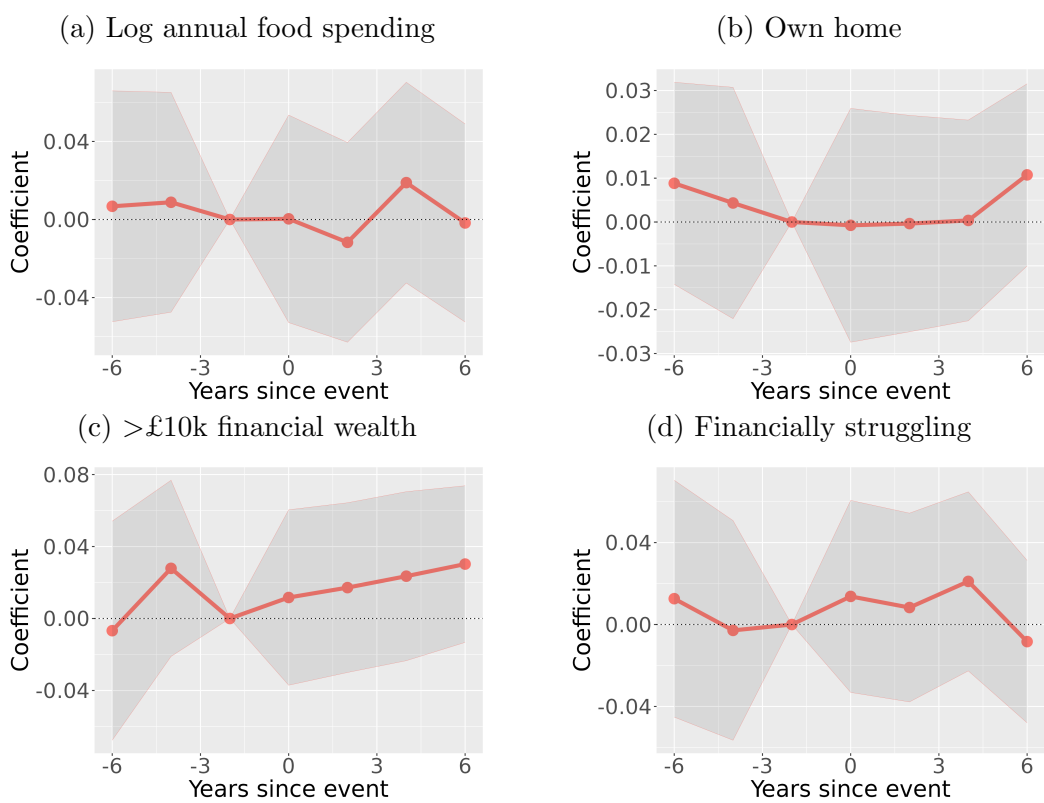 (a) Log annual food spending
Coefficient
0.04
0.00
-0.04
-6 -3 0 3 6
Years since event
(b) Own home
Coefficient
0.03
0.02
0.01
0.00
-0.01
-0.02
-0.03
-6 -3 0 3 6
Years since event
(c) >£10k financial wealth
Coefficient
0.08
0.04
0.00
-0.04
-6 -3 0 3 6
Years since event
(d) Financially struggling
Coefficient
0.04
0.00
-0.04
-6 -3 0 3 6
Years since event